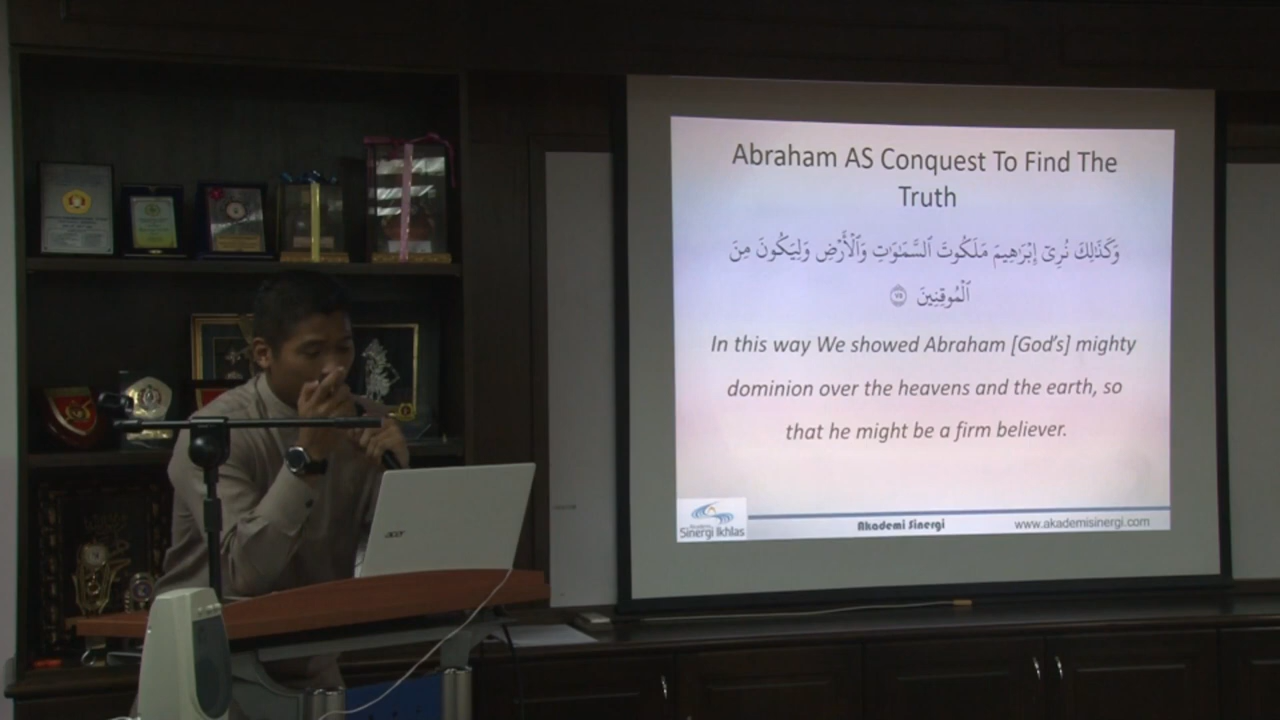 Abraham AS Conquest To Find The
Truth
وَكَذَٰلِكَ نُرِىٓ إِبْرَٰهِيمَ مَلَكُوتَ ٱلسَّمَٰوَٰتِ وَٱلْأَرْضِ وَلِيَكُونَ مِنَ
ٱلْمُوقِنِينَ ٧٥
In this way We showed Abraham [God's] mighty
dominion over the heavens and the earth, so
that he might be a firm believer.
Akademi
Sinergi Ikhlas
Akademi Sinergi
www.akademisinergi.com
acer